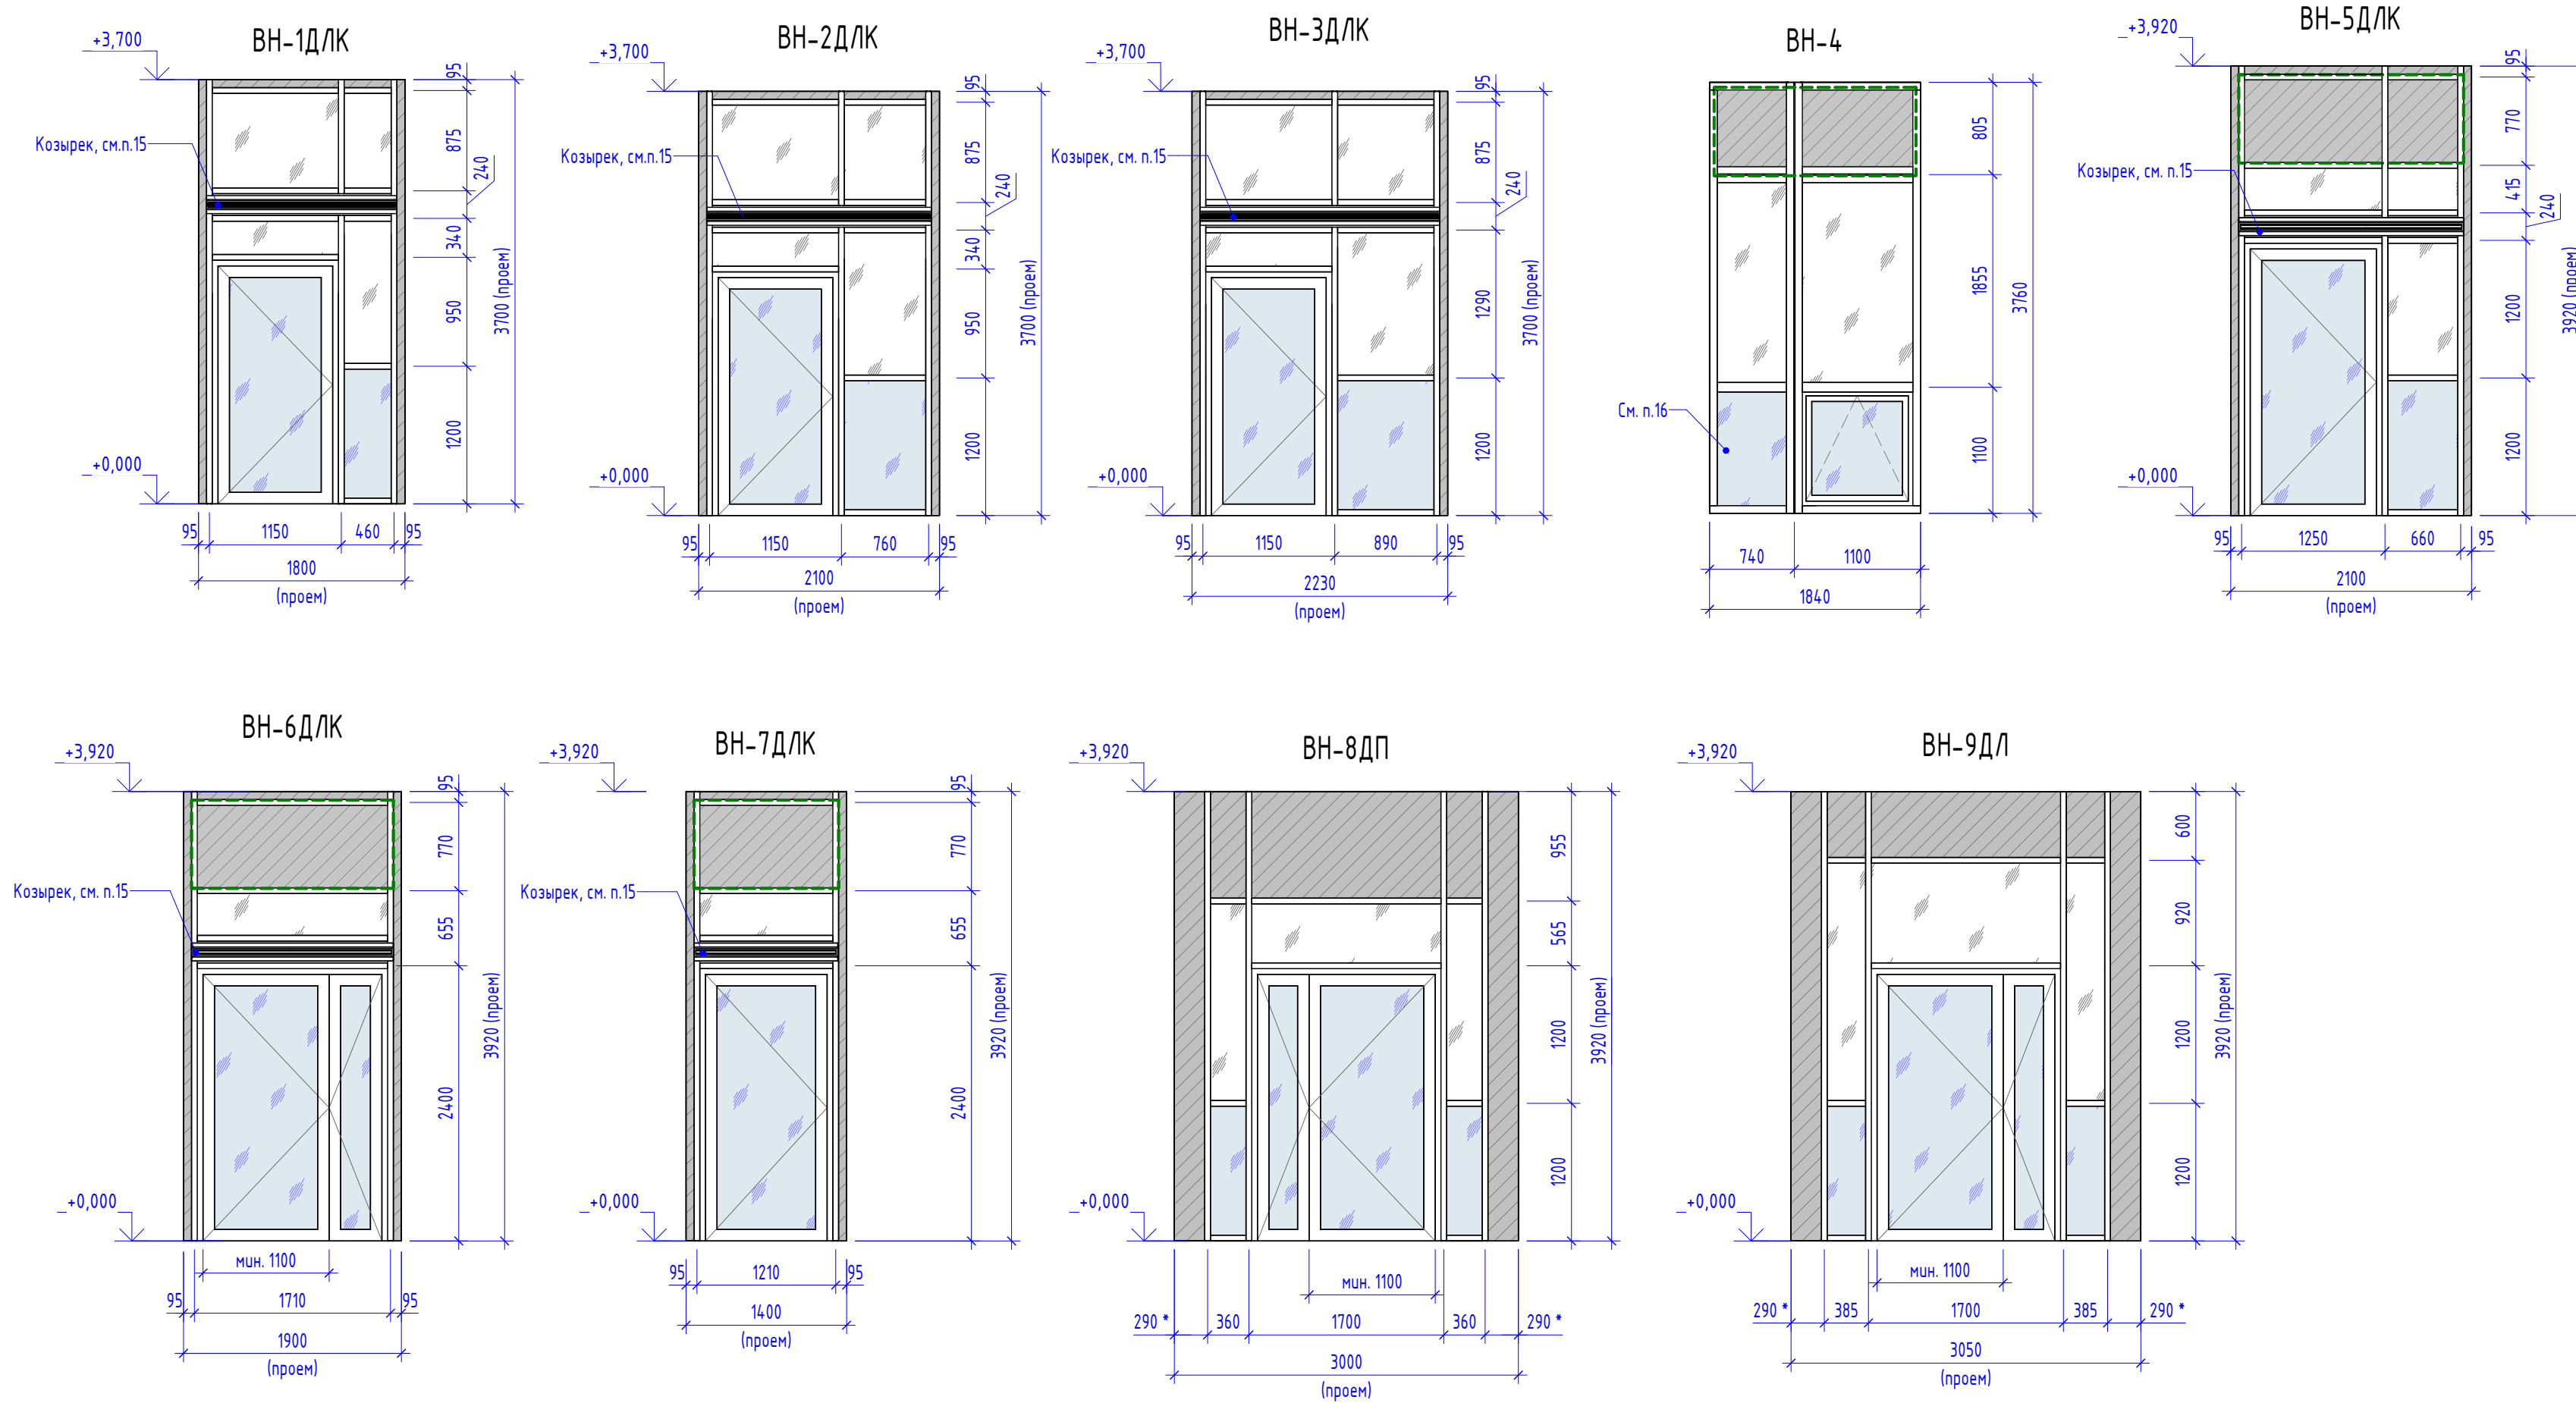 ВН-1ДЛК
+3,700
Козырек, см.п.15
+0,000
95
875
240
340
950
1200
3700 (проем)
95
1150
460
95
1800
(проем)
ВН-2ДЛК
+3,700
Козырек, см.п.15
+0,000
95
875
240
340
950
1200
3700 (проем)
95
1150
760
95
2100
(проем)
ВН-3ДЛК
+3,700
Козырек, см. п.15
+0,000
95
875
240
1290
1200
3700 (проем)
95
1150
890
95
2230
(проем)
ВН-4
См. п.16
805
1855
1100
3760
740
1100
1840
ВН-5ДЛК
+3,920
Козырек, см. п.15
+0,000
95
770
415
240
1200
1200
3920 (проем)
95
1250
660
95
2100
(проем)
ВН-6ДЛК
+3,920
Козырек, см. п.15
+0,000
95
770
655
2400
3920 (проем)
мин. 1100
95
1710
95
1900
(проем)
ВН-7ДЛК
+3,920
Козырек, см. п.15
+0,000
95
770
655
2400
3920 (проем)
95
1210
95
1400
(проем)
ВН-8ДП
+3,920
+0,000
955
565
1200
1200
3920 (проем)
мин. 1100
290 *
360
1700
360
290 *
3000
(проем)
ВН-9ДЛ
+3,920
+0,000
600
920
1200
1200
3920 (проем)
мин. 1100
290 *
385
1700
385
290 *
3050
(проем)